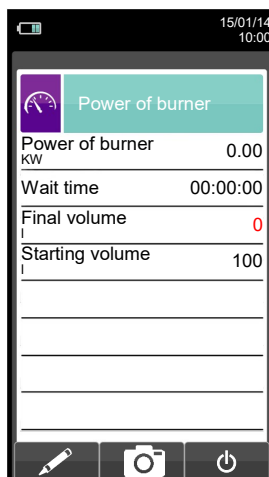 15/01/14
10:00
Power of burner
Power of burner
KW
0.00
Wait time 00:00:00
Final volume
l
0
Starting volume
l
100